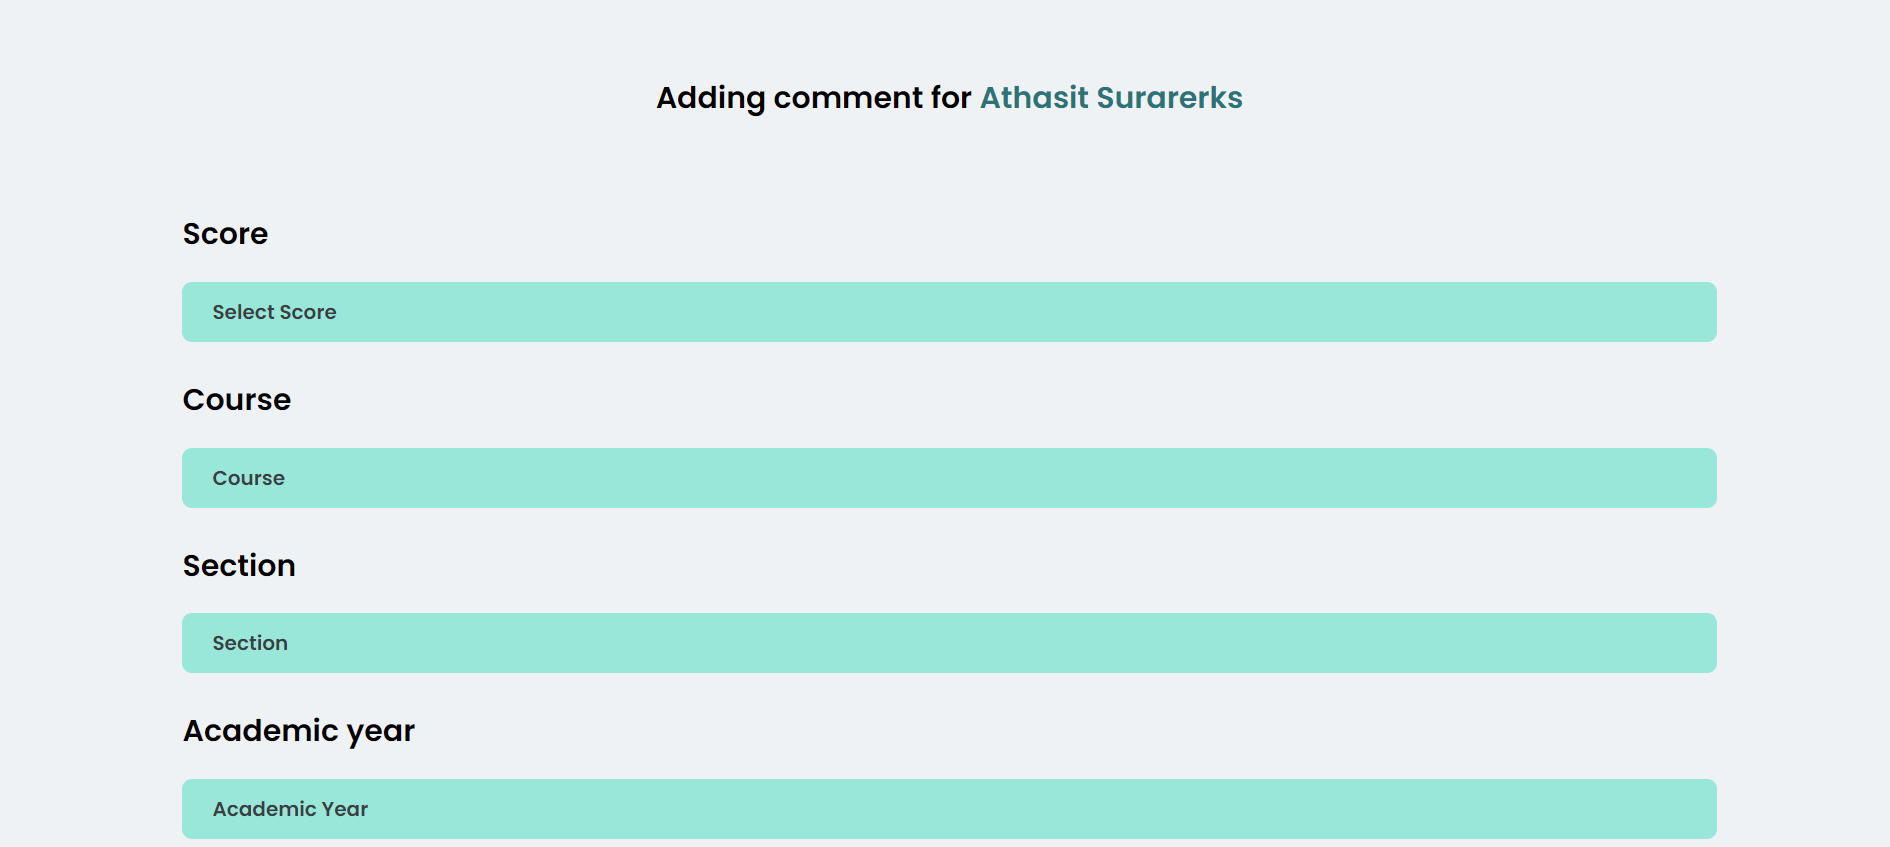 Adding comment for Athasit Surarerks
Score
Select Score
Course
Course
Section
Section
Academic year
Academic Year